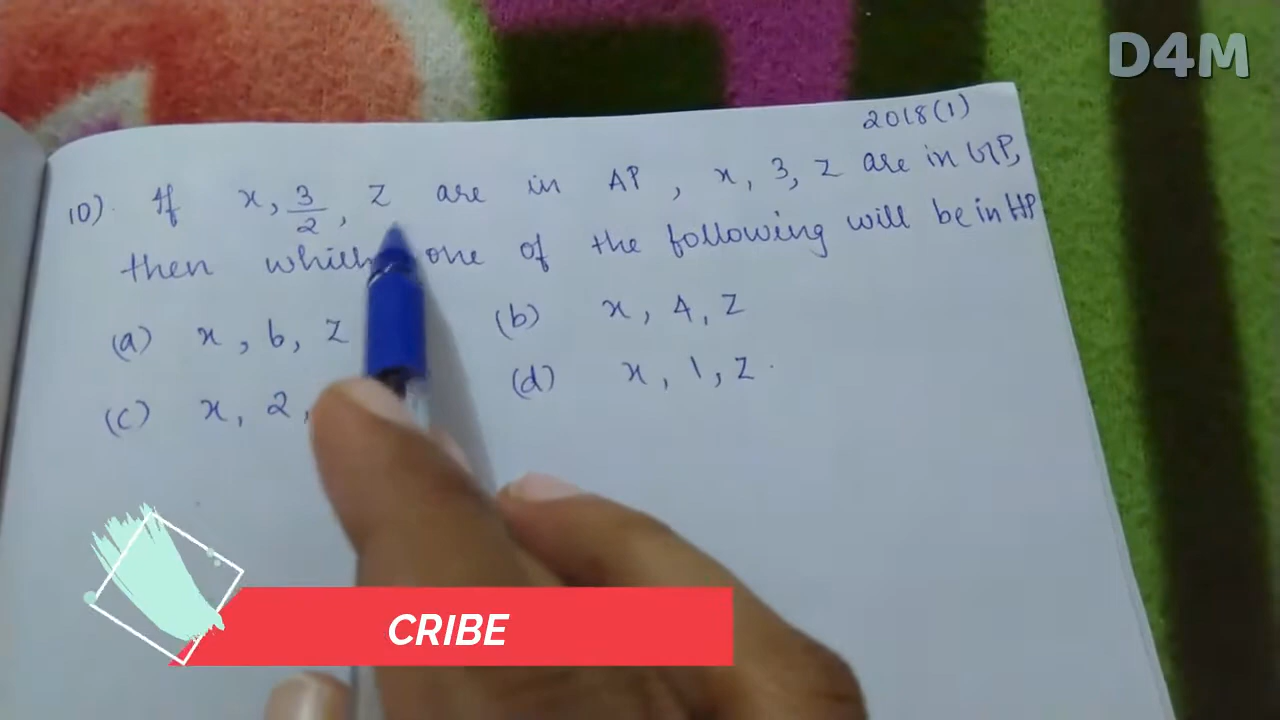 D4M
2018(1)
10). If x, 3/2, z are in AP, x, 3, z are in GP,
then which one of the following will be in HP
(a) x, 6, z (b) x, 4, z
(c) x, 2, (d) x, 1, z.
CRIBE